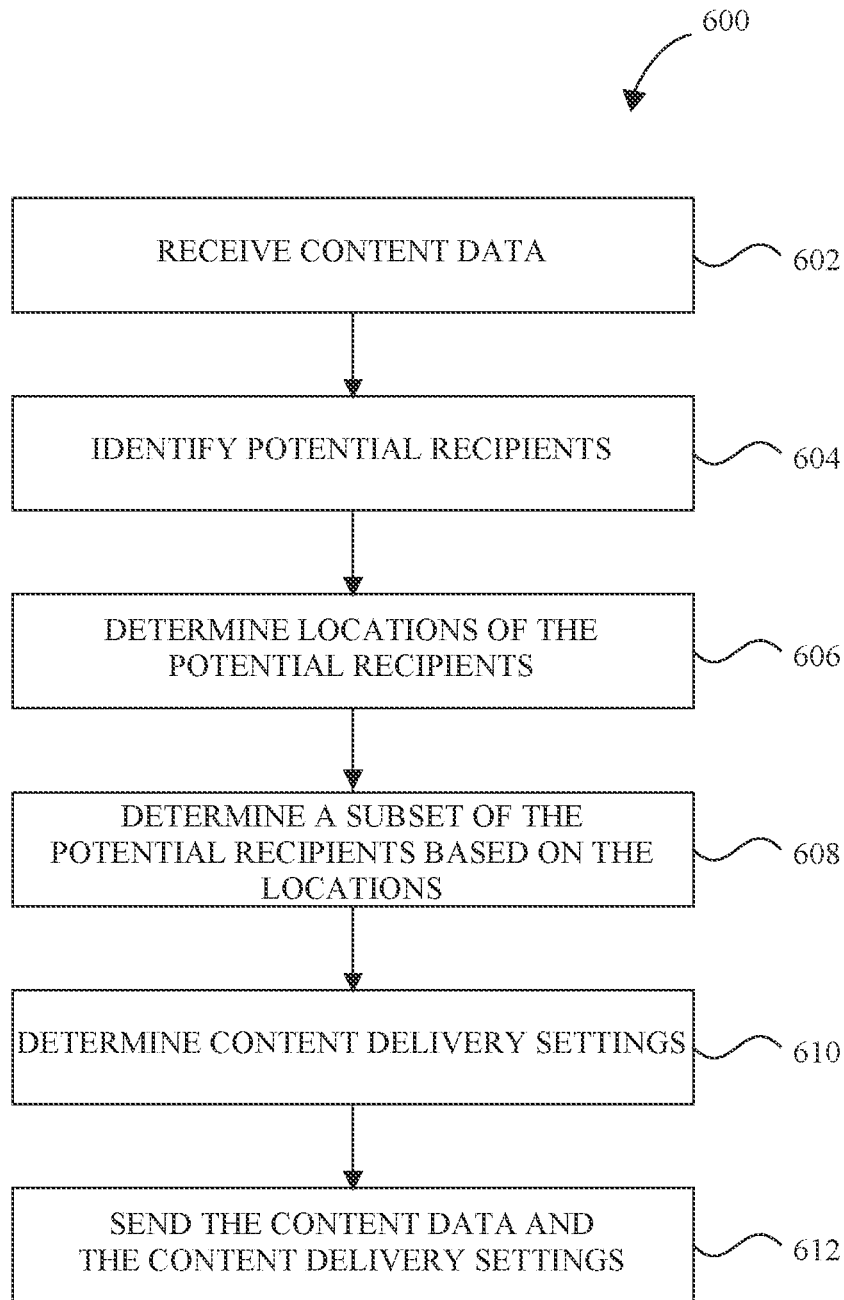 600
RECEIVE CONTENT DATA
602
IDENTIFY POTENTIAL RECIPIENTS
604
DETERMINE LOCATIONS OF THE
POTENTIAL RECIPIENTS
606
DETERMINE A SUBSET OF THE
POTENTIAL RECIPIENTS BASED ON THE
LOCATIONS
608
DETERMINE CONTENT DELIVERY SETTINGS
610
SEND THE CONTENT DATA AND
THE CONTENT DELIVERY SETTINGS
612